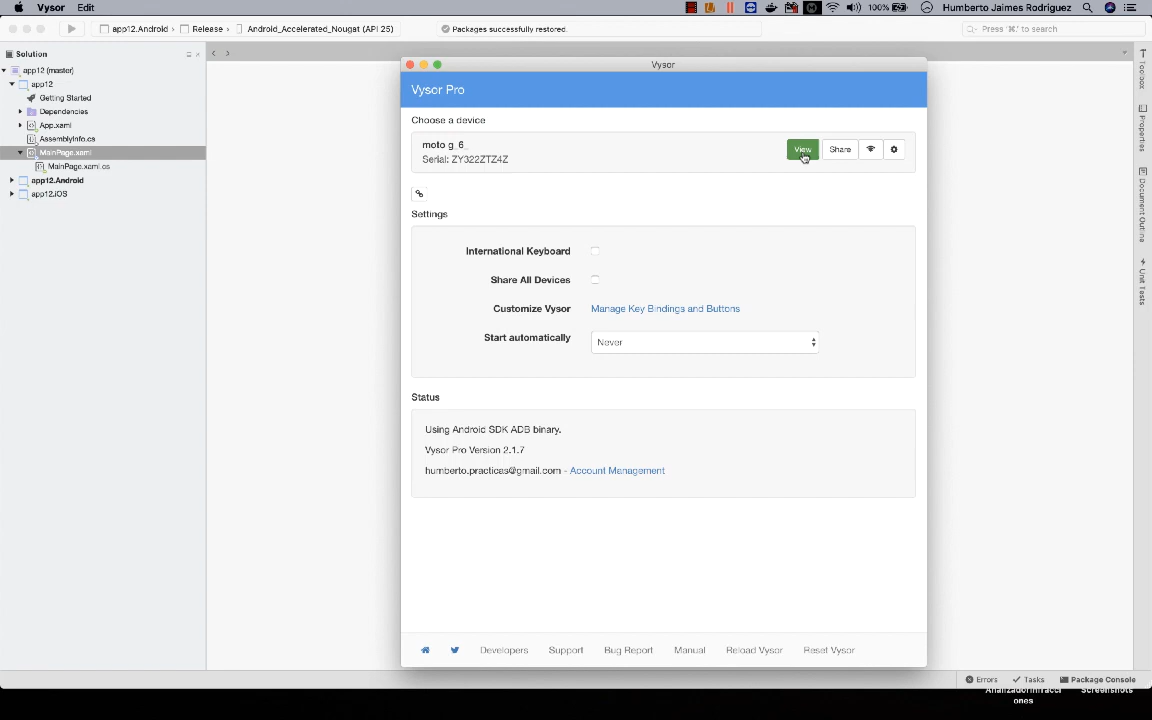 Vysor Edit 100% Humberto Jaimes Rodriguez
app12.Android Release Android_Accelerated_Nougat (API 25) Packages successfully restored. Press '⌘.' to search
Solution
app12 (master)
app12
Getting Started
Dependencies
App.xaml
AssemblyInfo.cs
MainPage.xaml
MainPage.xaml.cs
app12.Android
app12.iOS
Vysor
Vysor Pro
Choose a device
moto g_6_
Serial: ZY322ZTZ4Z
View Share
Settings
International Keyboard
Share All Devices
Customize Vysor Manage Key Bindings and Buttons
Start automatically Never
Status
Using Android SDK ADB binary.
Vysor Pro Version 2.1.7
humberto.practicas@gmail.com - Account Management
Developers Support Bug Report Manual Reload Vysor Reset Vysor
Toolbox
Properties
Document Outline
Unit Tests
Errors Tasks Package Console
AnalizadorInfracci
ones
Screenshots